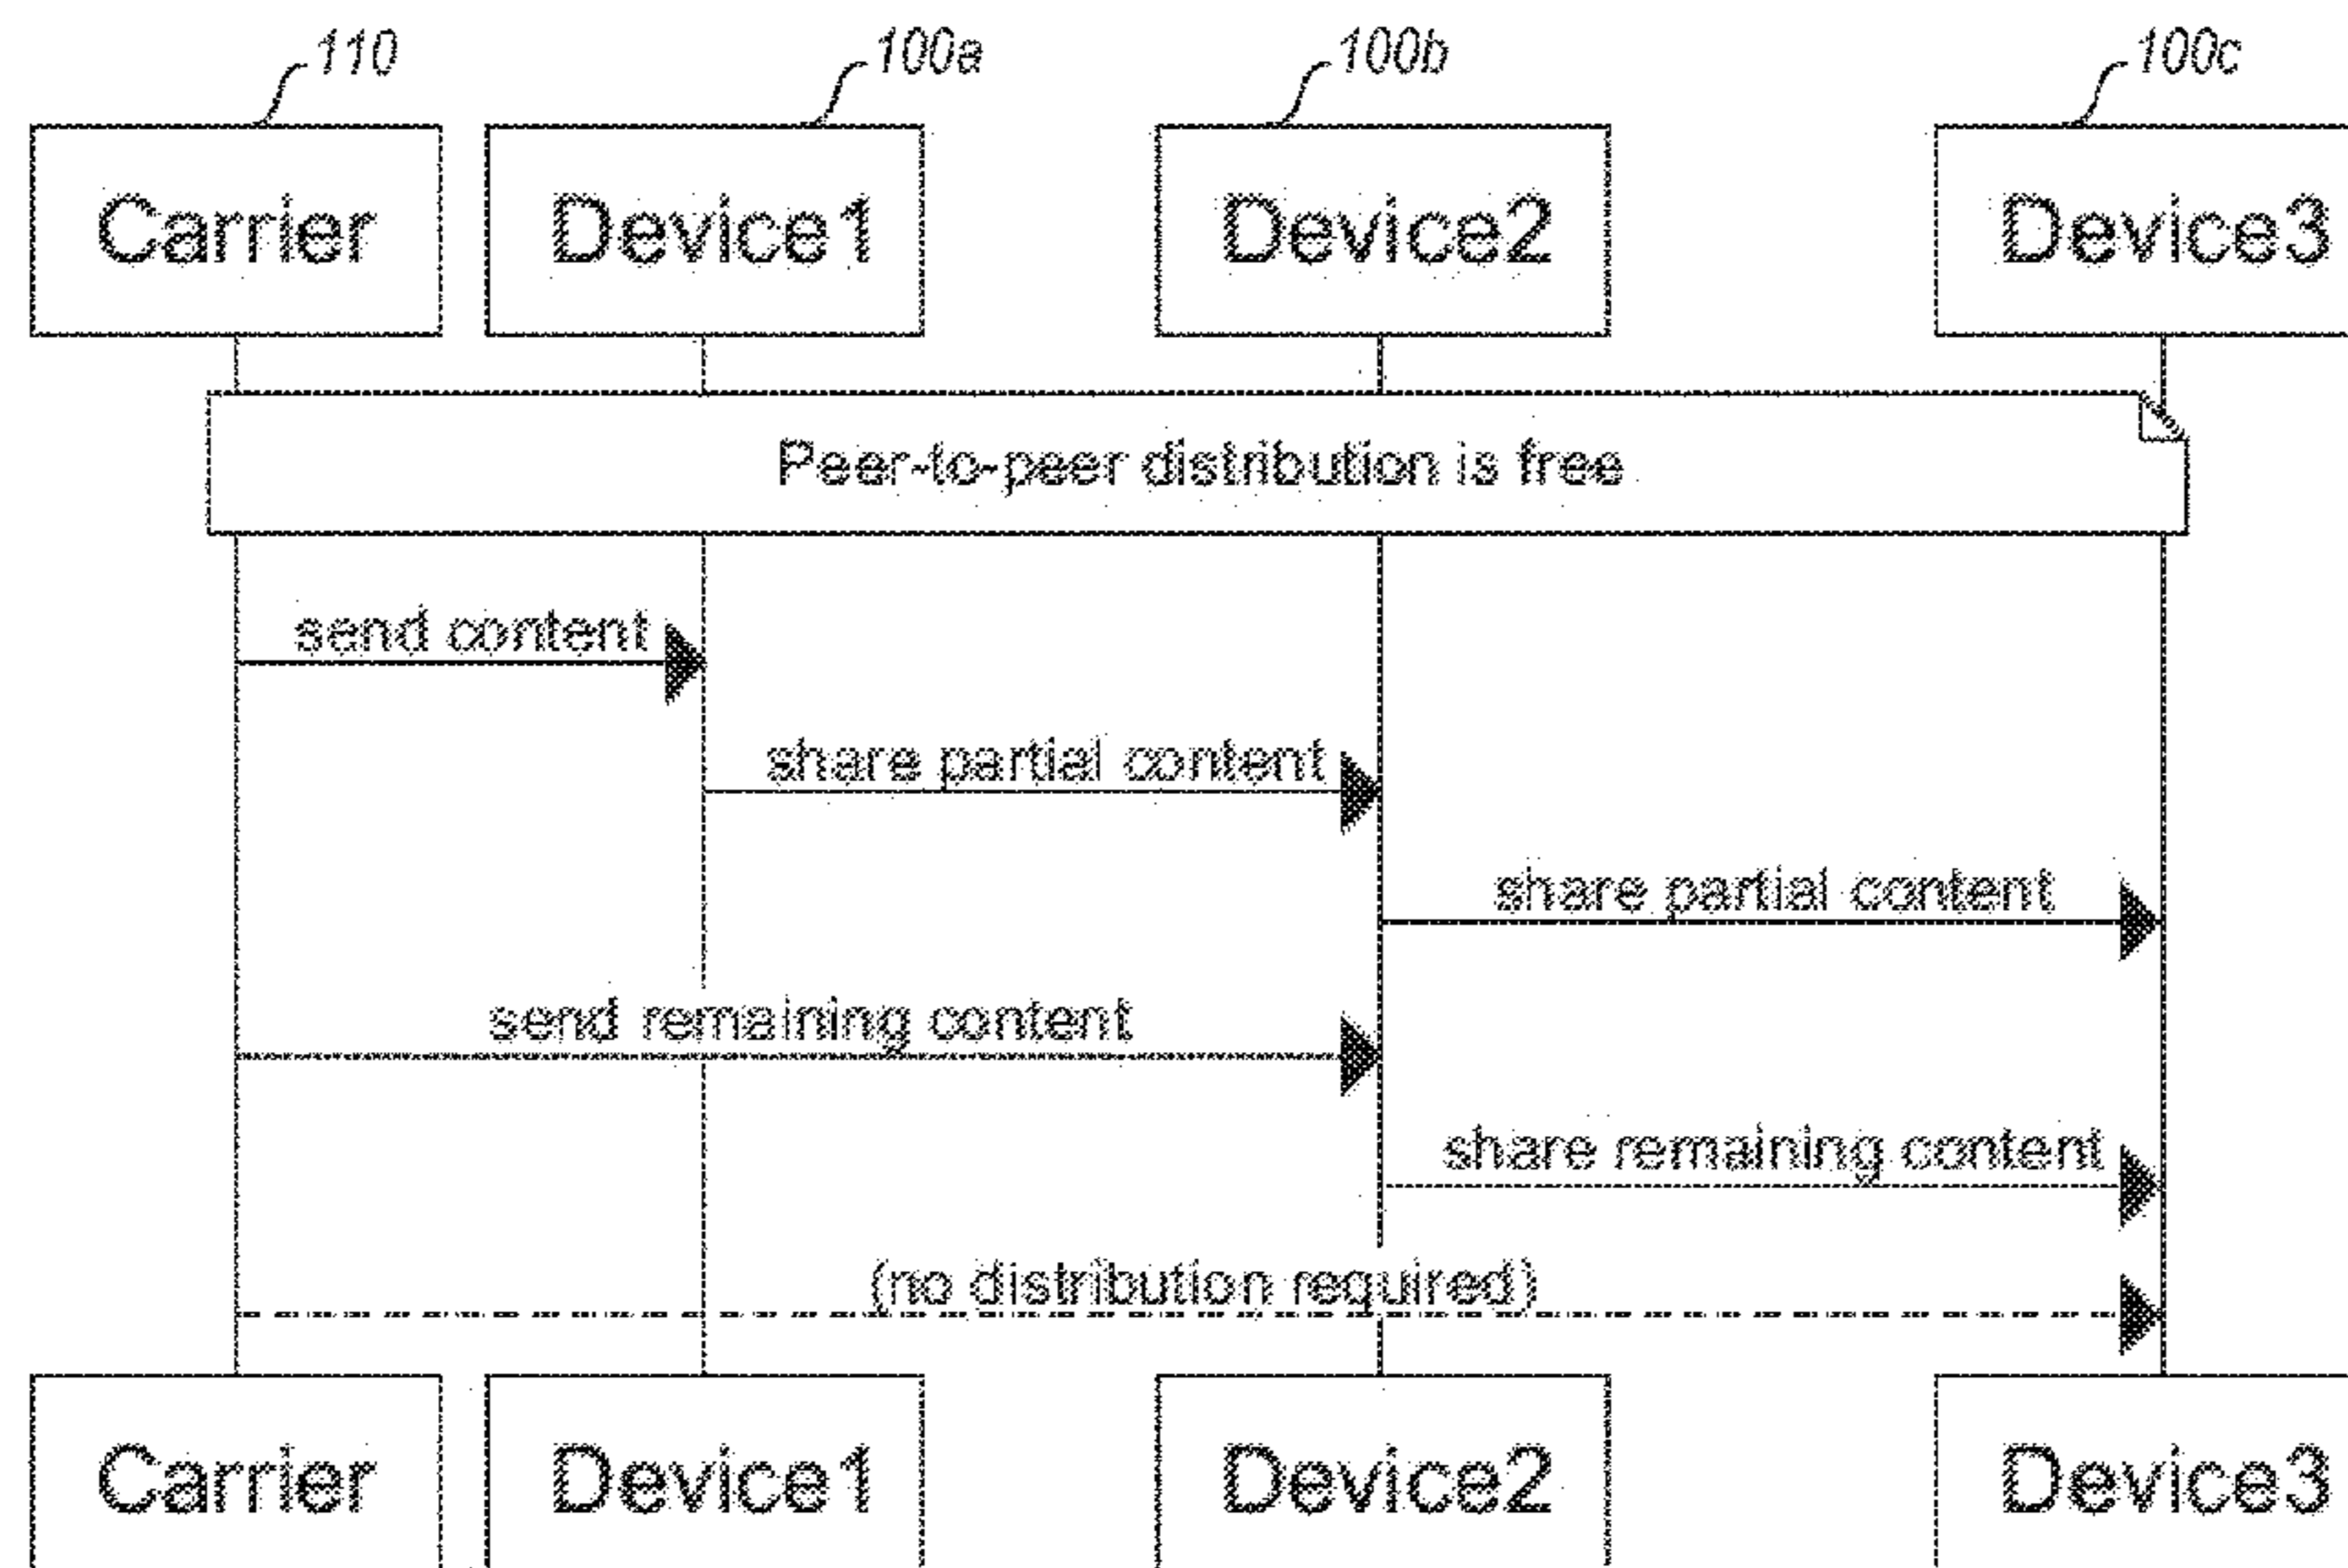 110
100a
100b
100c
Carrier
Device1
Device2
Device3
Peer-to-peer distribution is free
send content
share partial content
share partial content
send remaining content
share remaining content
(no distribution required)
Carrier
Device1
Device2
Device3